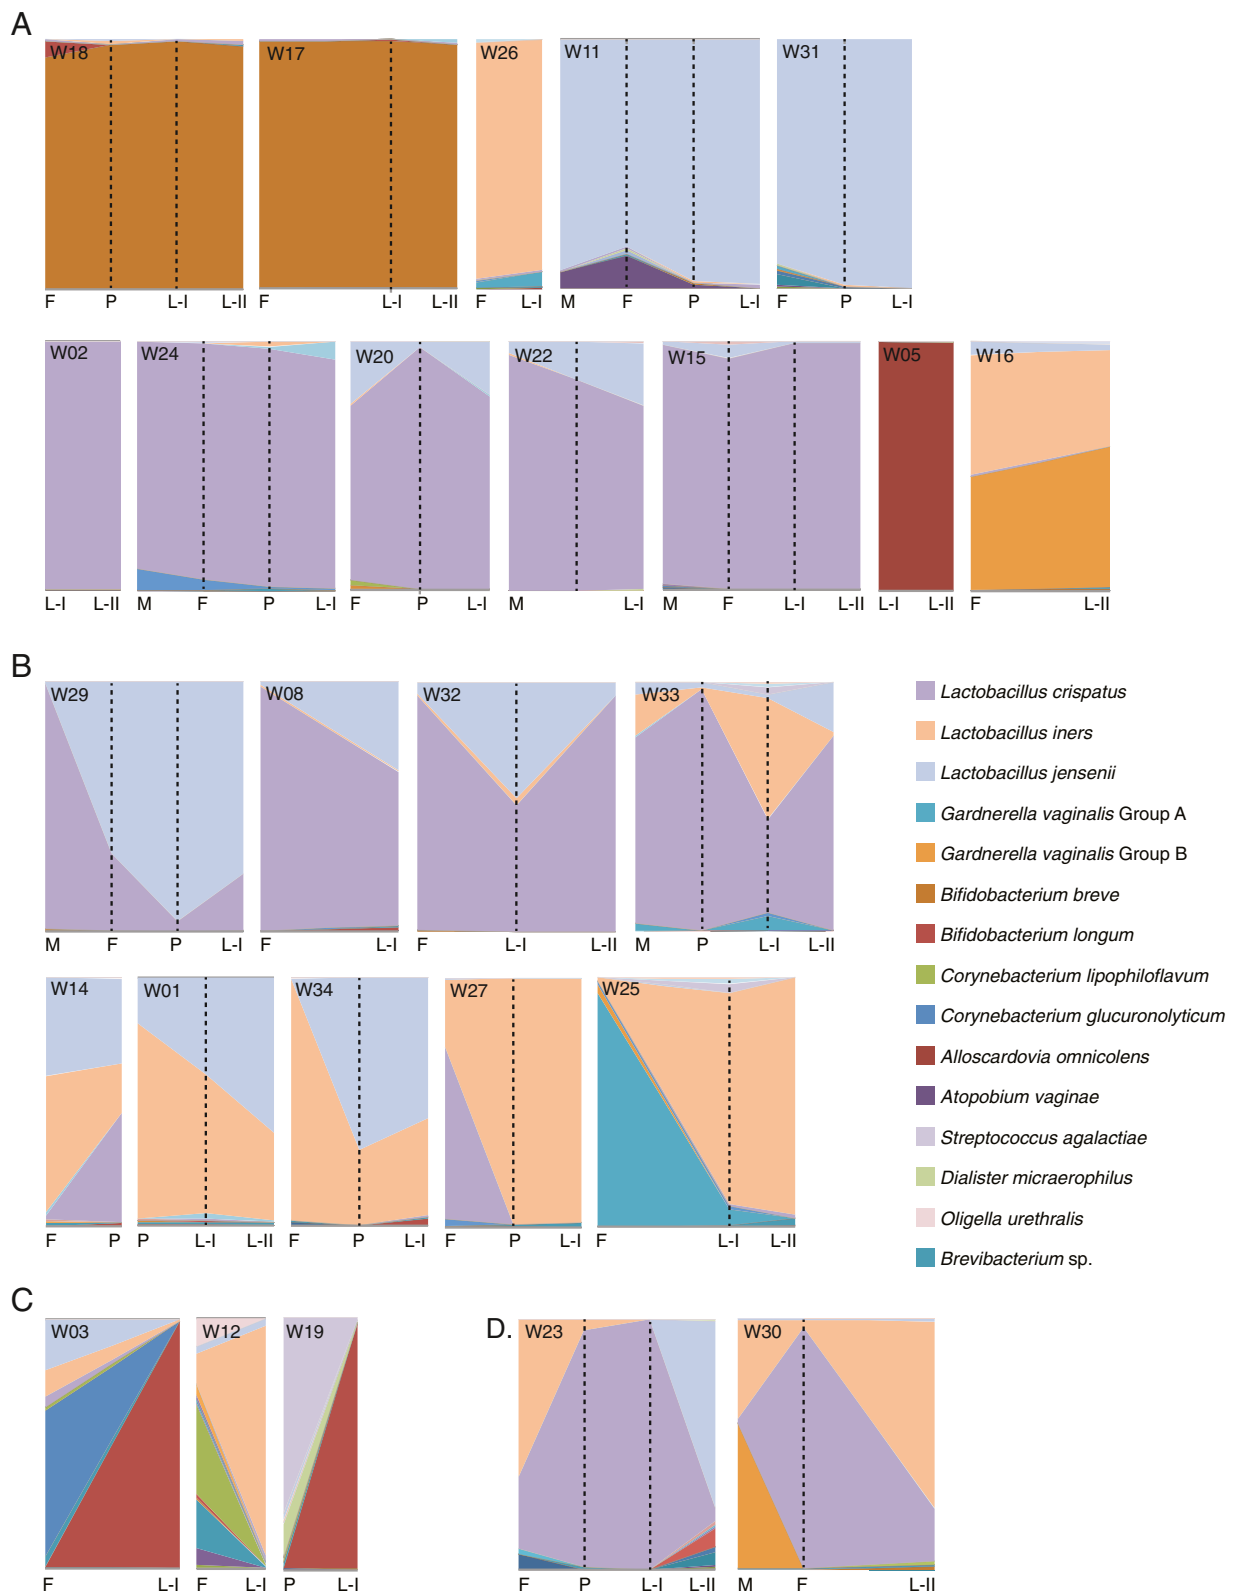 A
W18 W17 W26 W11 W31
F P L-I L-II F L-I L-II F L-I M F P L-I F P L-I
W02 W24 W20 W22 W15 W05 W16
L-I L-II M F P L-I F P L-I M L-I M F L-I L-II L-I L-II F L-II
B
W29 W08 W32 W33
M F P L-I F L-I F L-I L-II M P L-I L-II
W14 W01 W34 W27 W25
F P P L-I L-II F P L-I F P L-I F L-I L-II
Lactobacillus crispatus
Lactobacillus iners
Lactobacillus jensenii
Gardnerella vaginalis Group A
Gardnerella vaginalis Group B
Bifidobacterium breve
Bifidobacterium longum
Corynebacterium lipophiloflavum
Corynebacterium glucuronolyticum
Alloscardovia omnicolens
Atopobium vaginae
Streptococcus agalactiae
Dialister micraerophilus
Oligella urethralis
Brevibacterium sp.
C
W03 W12 W19
F L-I F L-I P L-I
D.
W23 W30
F P L-I L-II M F L-II